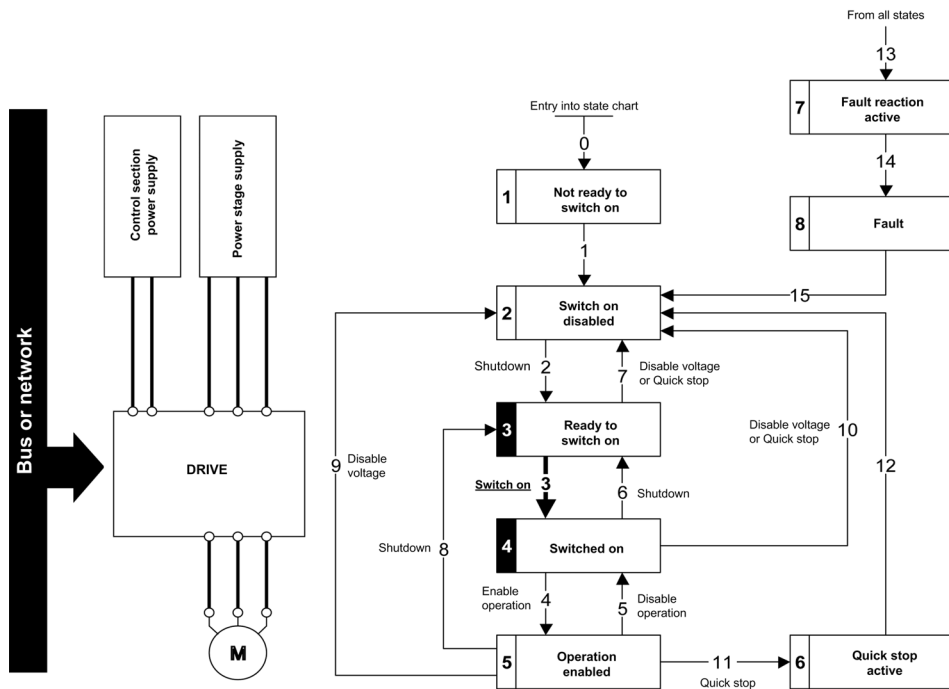 Bus or network
Control section
power supply
Power stage supply
DRIVE
M
From all states
13
7
Fault reaction
active
14
8
Fault
15
Entry into state chart
0
1
Not ready to
switch on
1
2
Switch on
disabled
Shutdown
2
7
Disable voltage
or Quick stop
3
Ready to
switch on
Switch on
3
6
Shutdown
4
Switched on
Enable
operation
4
5
Disable
operation
5
Operation
enabled
9
Disable
voltage
Shutdown
8
Disable voltage
or Quick stop
10
12
11
Quick stop
6
Quick stop
active